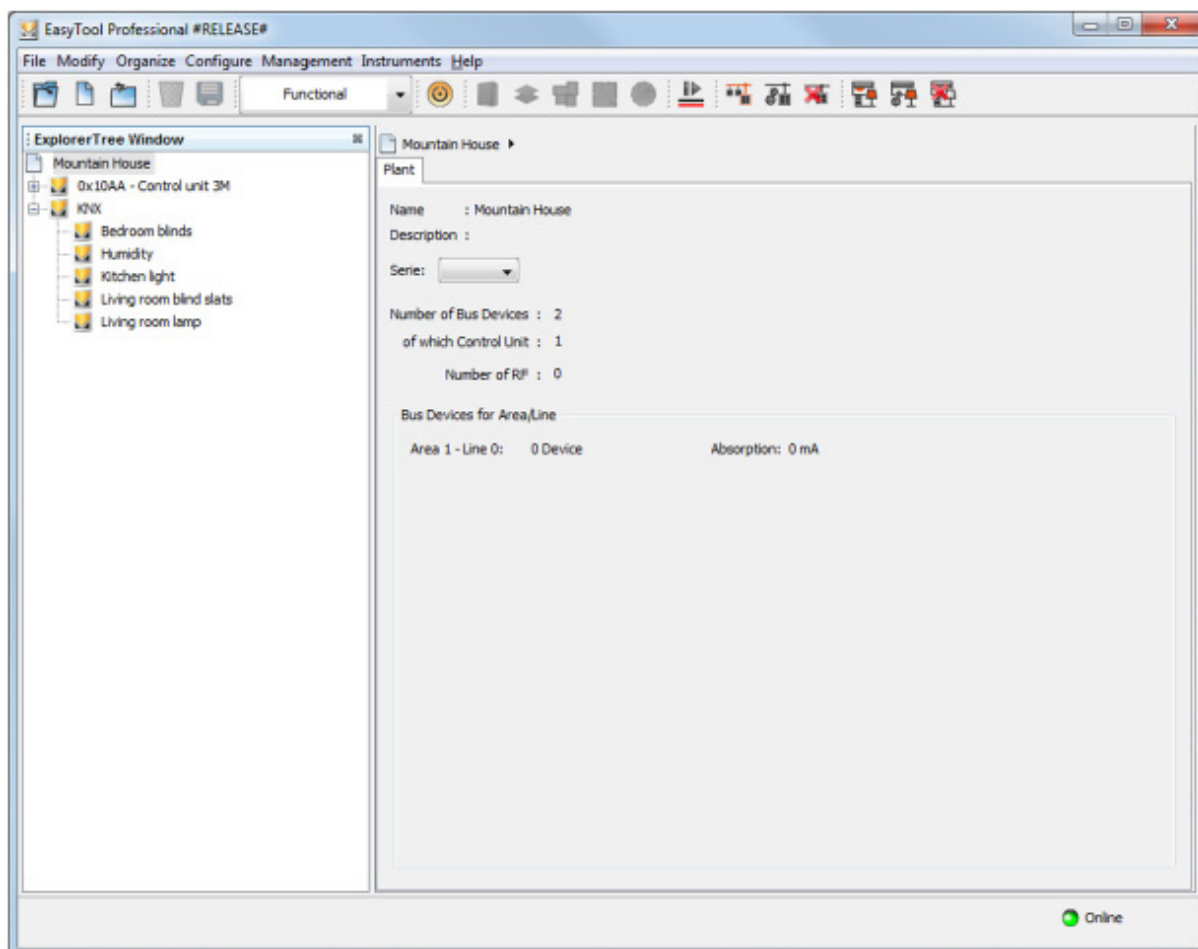 EasyTool Professional #RELEASE#
File Modify Organize Configure Management Instruments Help
Functional
ExplorerTree Window
Mountain House
0x10AA - Control unit 3M
KNX
Bedroom blinds
Humidity
Kitchen light
Living room blind slats
Living room lamp
Mountain House
Plant
Name : Mountain House
Description :
Serie:
Number of Bus Devices : 2
of which Control Unit : 1
Number of RF : 0
Bus Devices for Area/Line
Area 1 - Line 0: 0 Device Absorption: 0 mA
Online